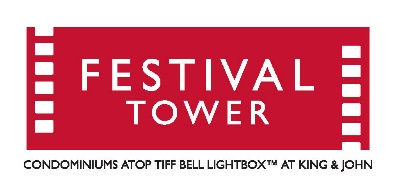 FESTIVAL
TOWER
CONDOMINIUMS ATOP TIFF BELL LIGHTBOX™ AT KING & JOHN